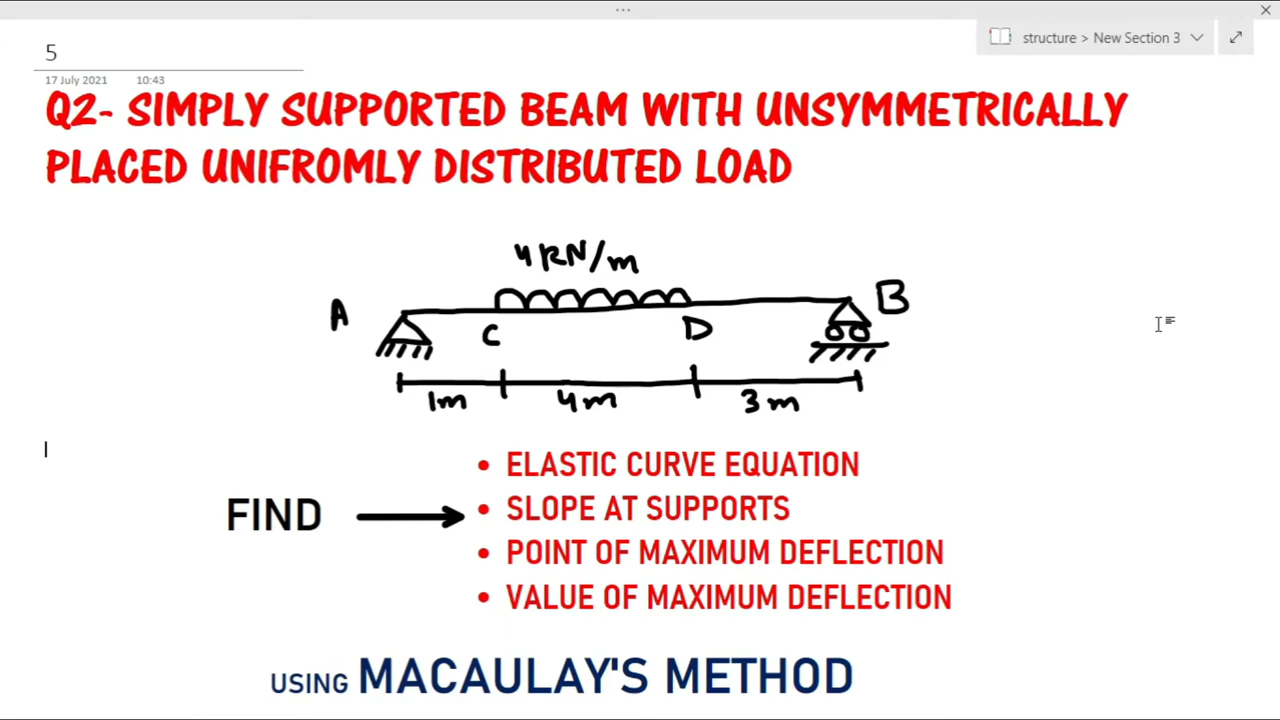 structure > New Section 3
5
17 July 2021 10:43
Q2- SIMPLY SUPPORTED BEAM WITH UNSYMMETRICALLY
PLACED UNIFROMLY DISTRIBUTED LOAD
4KN/m
A
B
C
D
1m
4m
3m
• ELASTIC CURVE EQUATION
FIND
• SLOPE AT SUPPORTS
• POINT OF MAXIMUM DEFLECTION
• VALUE OF MAXIMUM DEFLECTION
USING MACAULAY'S METHOD